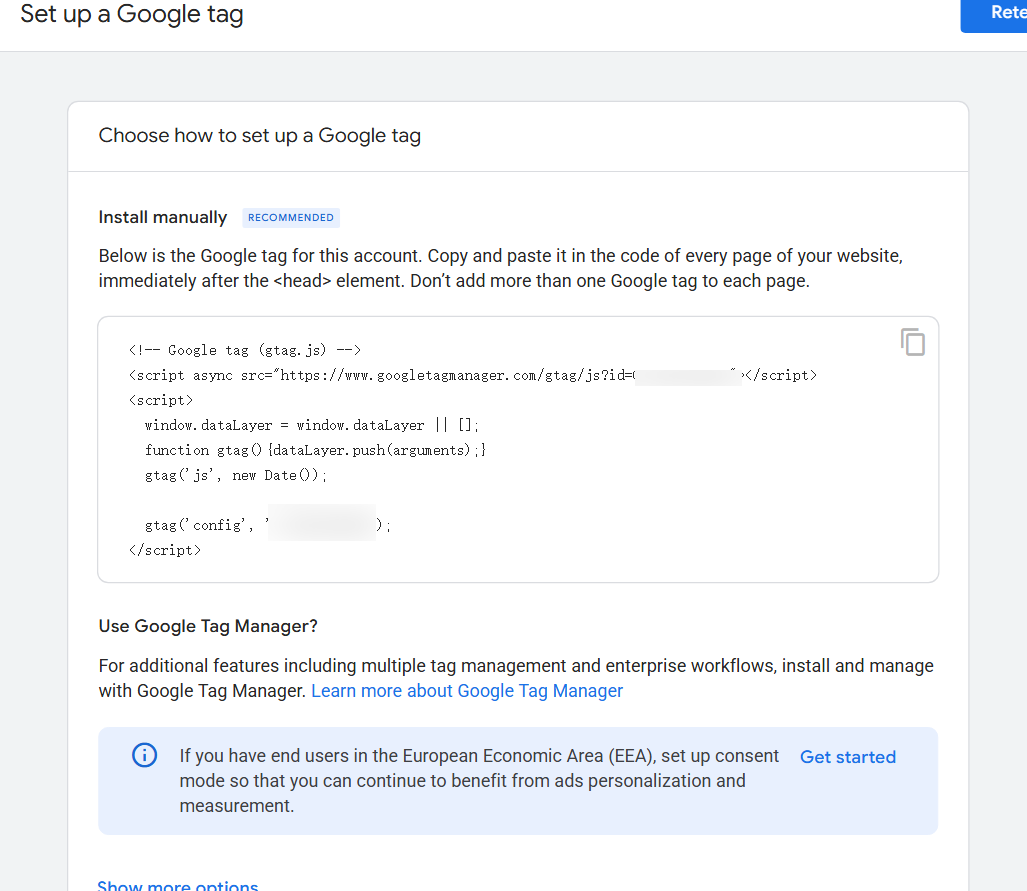 Set up a Google tag
Rete
Choose how to set up a Google tag
Install manually RECOMMENDED
Below is the Google tag for this account. Copy and paste it in the code of every page of your website,
immediately after the <head> element. Don’t add more than one Google tag to each page.
<!-- Google tag (gtag.js) -->
<script async src="https://www.googletagmanager.com/gtag/js?id= "></script>
<script>
window.dataLayer = window.dataLayer || [];
function gtag(){dataLayer.push(arguments);}
gtag('js', new Date());
gtag('config', ' );
</script>
Use Google Tag Manager?
For additional features including multiple tag management and enterprise workflows, install and manage
with Google Tag Manager. Learn more about Google Tag Manager
If you have end users in the European Economic Area (EEA), set up consent Get started
mode so that you can continue to benefit from ads personalization and
measurement.
Show more options